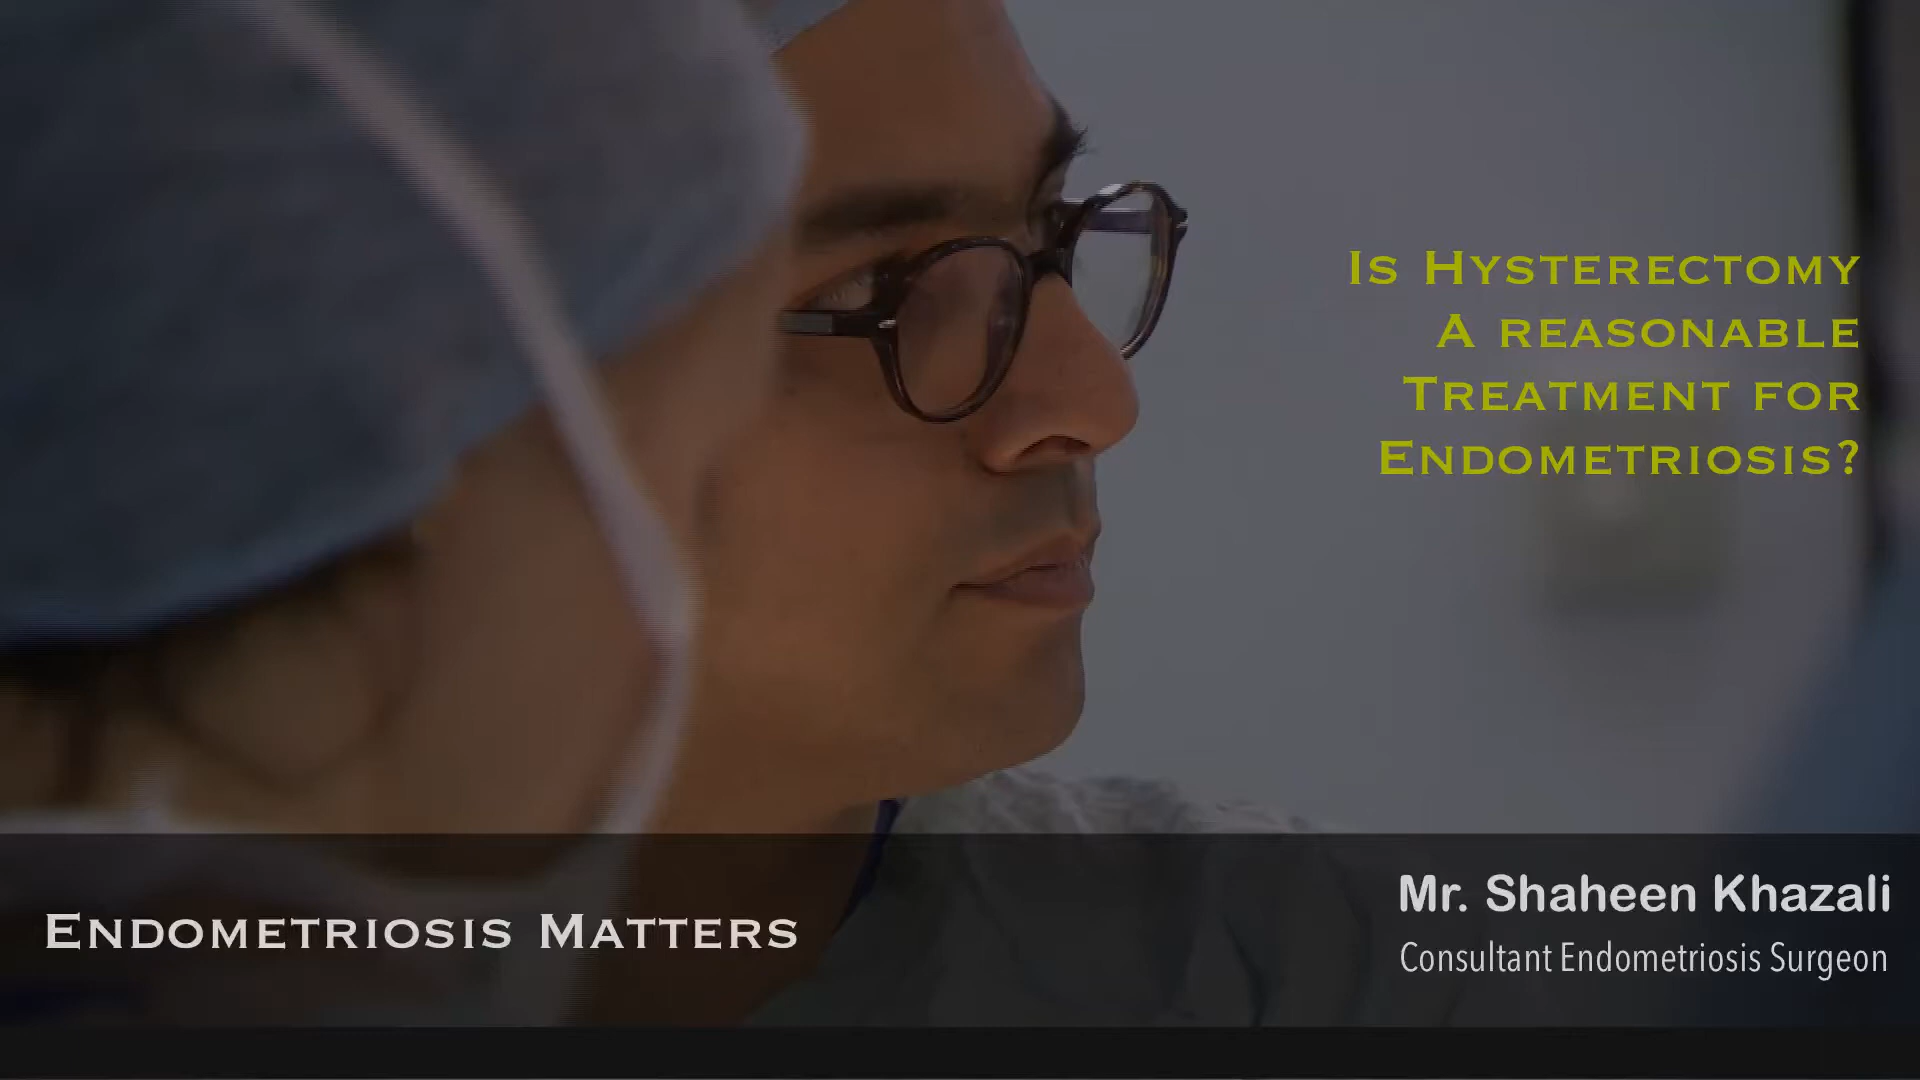 Is Hysterectomy
A reasonable
Treatment for
Endometriosis?
Endometriosis Matters
Mr. Shaheen Khazali
Consultant Endometriosis Surgeon